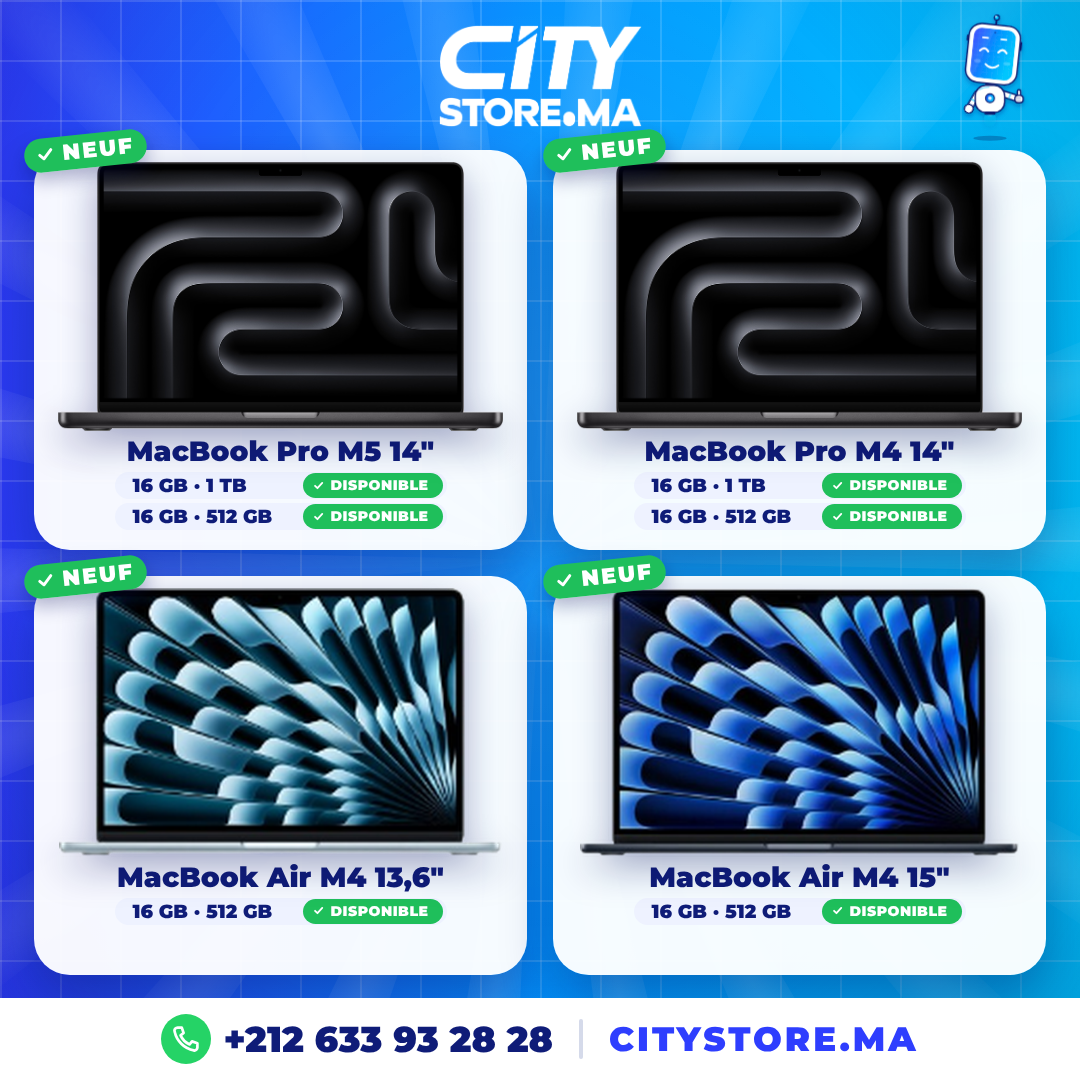 CiTY
STORE.MA
NEUF
MacBook Pro M5 14"
16 GB • 1 TB DISPONIBLE
16 GB • 512 GB DISPONIBLE
NEUF
MacBook Pro M4 14"
16 GB • 1 TB DISPONIBLE
16 GB • 512 GB DISPONIBLE
NEUF
MacBook Air M4 13,6"
16 GB • 512 GB DISPONIBLE
NEUF
MacBook Air M4 15"
16 GB • 512 GB DISPONIBLE
+212 633 93 28 28 | CITYSTORE.MA